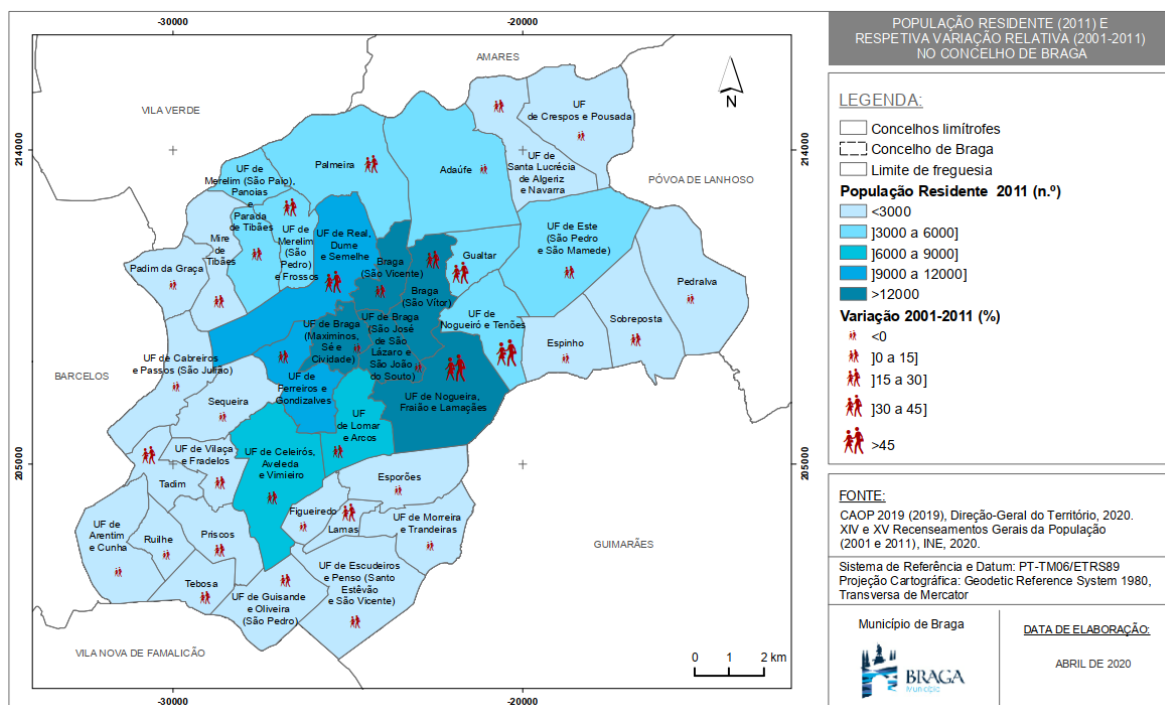 -30000
-20000
POPULAÇÃO RESIDENTE (2011) E
RESPETIVA VARIAÇÃO RELATIVA (2001-2011)
NO CONCELHO DE BRAGA
AMARES
VILA VERDE
PÓVOA DE LANHOSO
BARCELOS
GUIMARÃES
VILA NOVA DE FAMALICÃO
214000
214000
205000
205000
N
UF
de Crespos e Pousada
UF de
Santa Lucrécia
de Algeriz
e Navarra
Adaúfe
Palmeira
UF de
Merelim (São Paio),
Panoias
e
Parada
de Tibães
UF de
Merelim
(São
Pedro) e
Frossos
Mire
de
Tibães
Padim da Graça
UF de Real,
Dume
e Semelhe
Braga
(São Vicente)
Braga
(São Vítor)
Gualtar
UF de Este
(São Pedro
e São Mamede)
Pedralva
Sobreposta
Espinho
UF de
Nogueiró e Tenões
UF de Braga
(Maximinos,
Sé e
Cividade)
UF de Braga
(São José
de São
Lázaro e
São João
do Souto)
UF de Nogueira,
Fraião e Lamaçães
UF de Cabreiros
e Passos (São Julião)
UF de
Ferreiros e
Gondizalves
Sequeira
UF
de Lomar
e Arcos
UF de Vilaça
e Fradelos
UF de Celeirós,
Aveleda
e Vimieiro
Tadim
Esporões
Figueiredo
Lamas
UF de Morreira
e Trandeiras
UF de
Arentim
e Cunha
Ruilhe
Priscos
Tebosa
UF de Guisande
e Oliveira
(São Pedro)
UF de Escudeiros
e Penso (Santo
Estêvão
e São Vicente)
0 1 2 km
-30000
-20000
LEGENDA:
Concelhos limítrofes
Concelho de Braga
Limite de freguesia
População Residente 2011 (n.º)
<3000
]3000 a 6000]
]6000 a 9000]
]9000 a 12000]
>12000
Variação 2001-2011 (%)
<0
]0 a 15]
]15 a 30]
]30 a 45]
>45
FONTE:
CAOP 2019 (2019), Direção-Geral do Território, 2020.
XIV e XV Recenseamentos Gerais da População
(2001 e 2011), INE, 2020.
Sistema de Referência e Datum: PT-TM06/ETRS89
Projeção Cartográfica: Geodetic Reference System 1980,
Transversa de Mercator
Município de Braga
BRAGA
Município
DATA DE ELABORAÇÃO:
ABRIL DE 2020